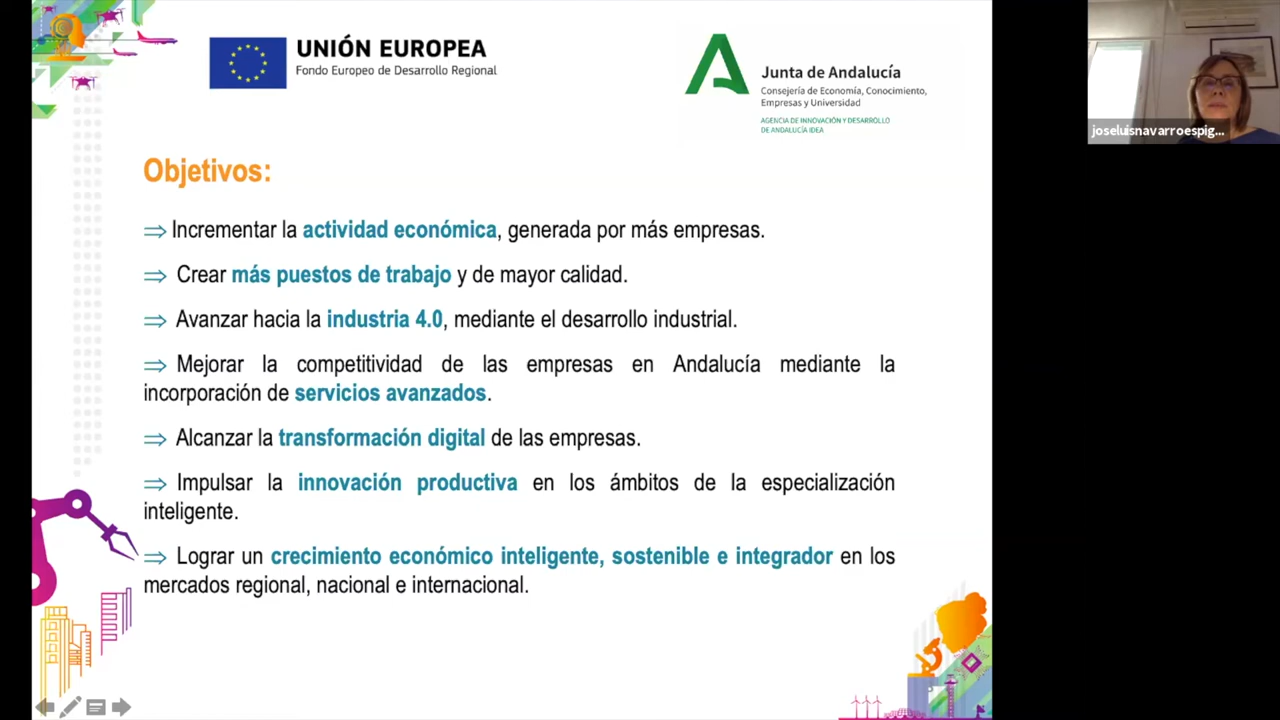 UNIÓN EUROPEA
Fondo Europeo de Desarrollo Regional
Junta de Andalucía
Consejería de Economía, Conocimiento,
Empresas y Universidad
AGENCIA DE INNOVACIÓN Y DESARROLLO
DE ANDALUCÍA IDEA
joseluisnavarroespig...
Objetivos:
⇒ Incrementar la actividad económica, generada por más empresas.
⇒ Crear más puestos de trabajo y de mayor calidad.
⇒ Avanzar hacia la industria 4.0, mediante el desarrollo industrial.
⇒ Mejorar la competitividad de las empresas en Andalucía mediante la
incorporación de servicios avanzados.
⇒ Alcanzar la transformación digital de las empresas.
⇒ Impulsar la innovación productiva en los ámbitos de la especialización
inteligente.
⇒ Lograr un crecimiento económico inteligente, sostenible e integrador en los
mercados regional, nacional e internacional.